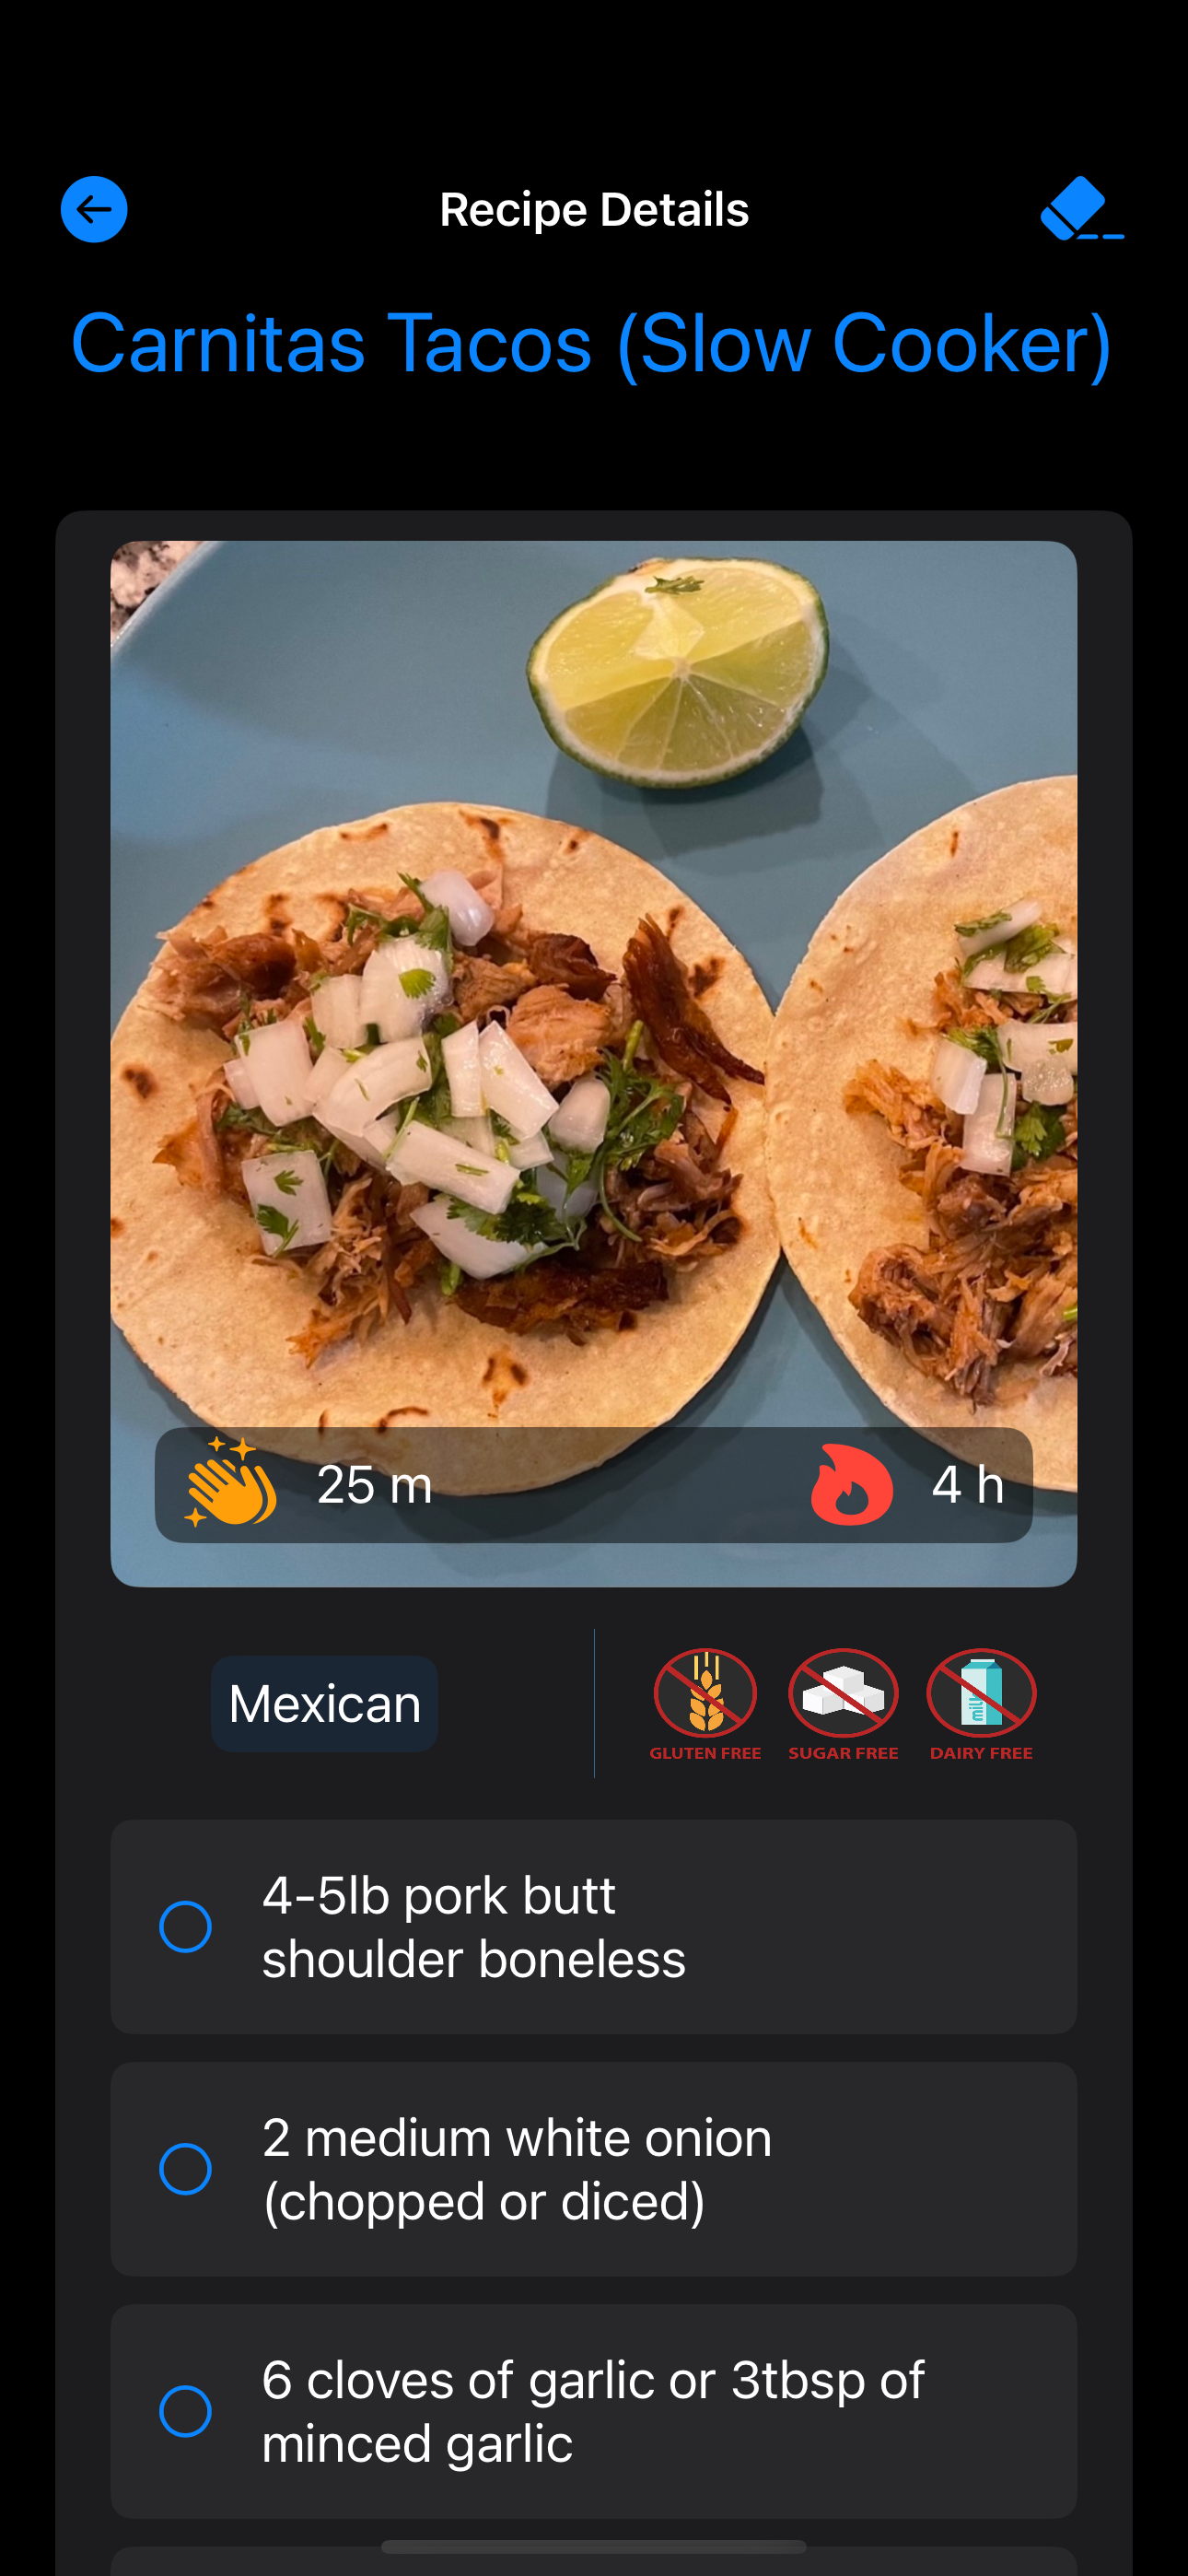 Recipe Details
Carnitas Tacos (Slow Cooker)
25 m
4 h
Mexican
milk
GLUTEN FREE
SUGAR FREE
DAIRY FREE
4-5lb pork butt
shoulder boneless
2 medium white onion
(chopped or diced)
6 cloves of garlic or 3tbsp of
minced garlic